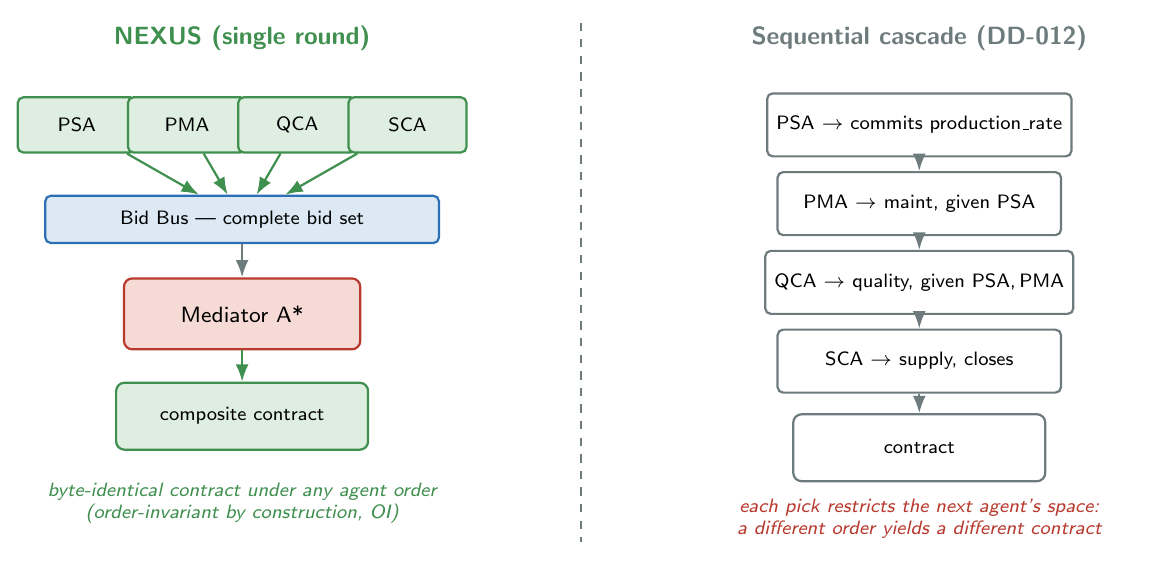 NEXUS (single round)
PSA
PMA
QCA
SCA
Bid Bus — complete bid set
Mediator A*
composite contract
byte-identical contract under any agent order
(order-invariant by construction, OI)
Sequential cascade (DD-012)
PSA → commits production_rate
PMA → maint, given PSA
QCA → quality, given PSA, PMA
SCA → supply, closes
contract
each pick restricts the next agent's space:
a different order yields a different contract